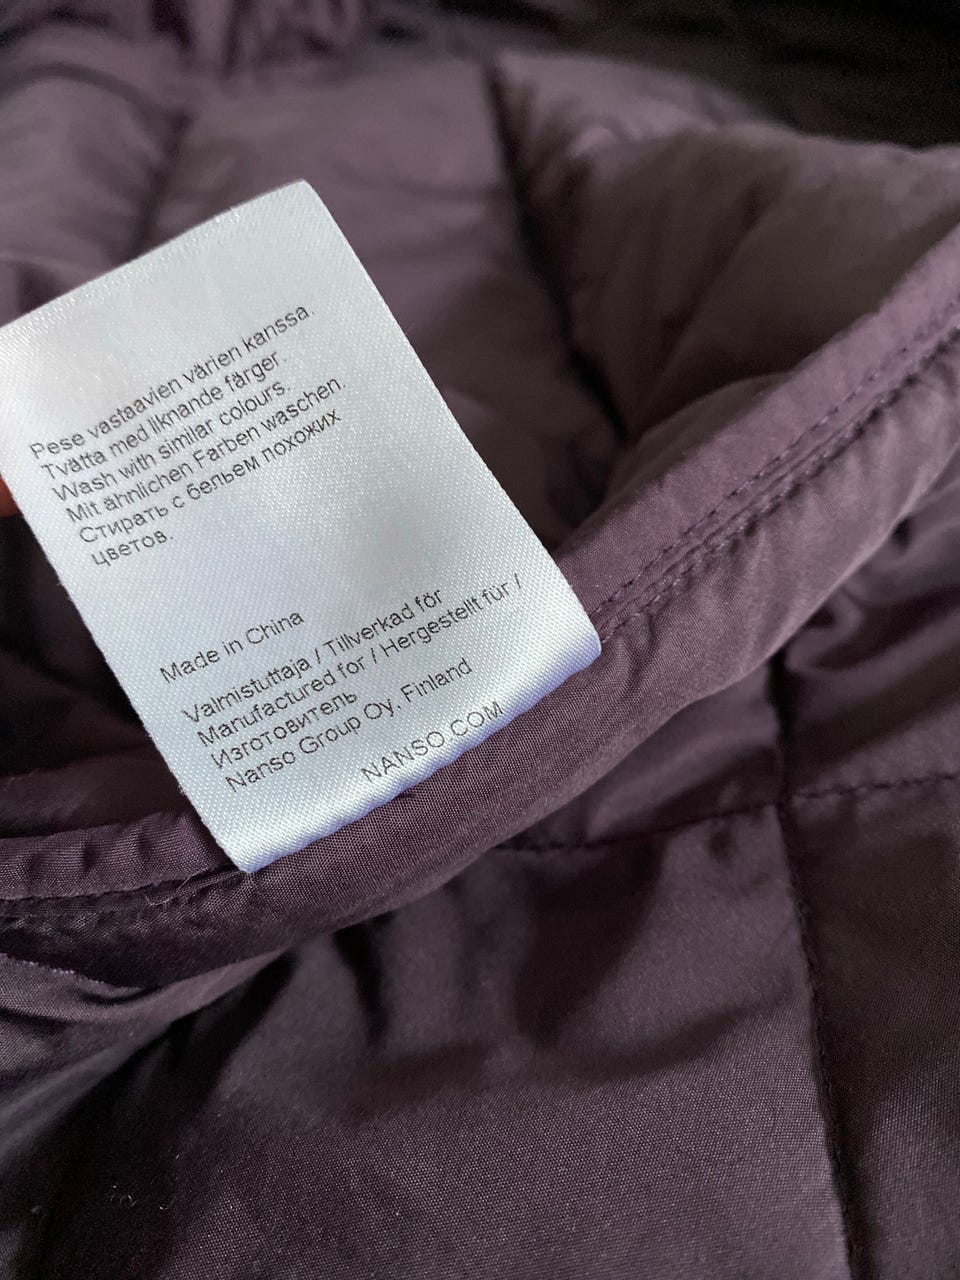 Pese vastaavien värien kanssa.
Tvätta med liknande färger.
Wash with similar colours.
Mit ähnlichen Farben waschen.
Стирать с бельем похожих
цветов.
Made in China
Valmistuttaja / Tillverkad för
Manufactured for / Hergestellt für /
Изготовитель
Nanso Group Oy, Finland
NANSO.COM